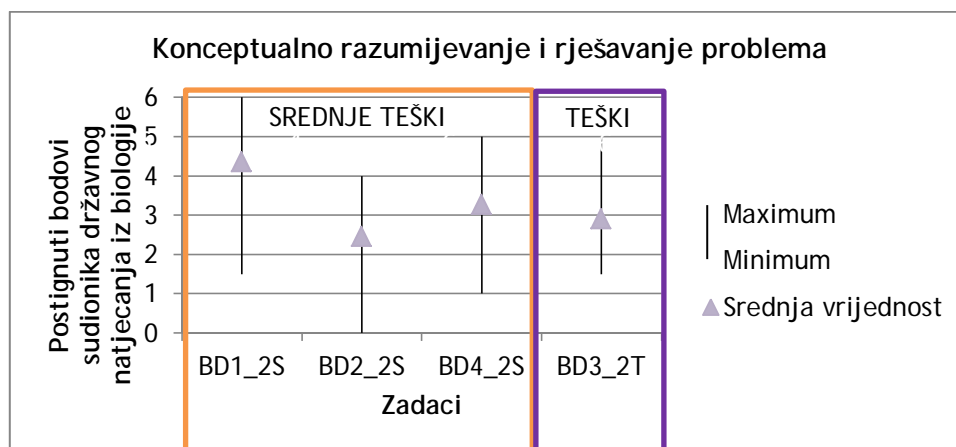 Konceptualno razumijevanje i rješavanje problema
Postignuti bodovi
sudionika državnog
natjecanja iz biologije
6
5
4
3
2
1
0
SREDNJE TEŠKI
TEŠKI
BD1_2S
BD2_2S
BD4_2S
BD3_2T
Zadaci
Maximum
Minimum
Srednja vrijednost